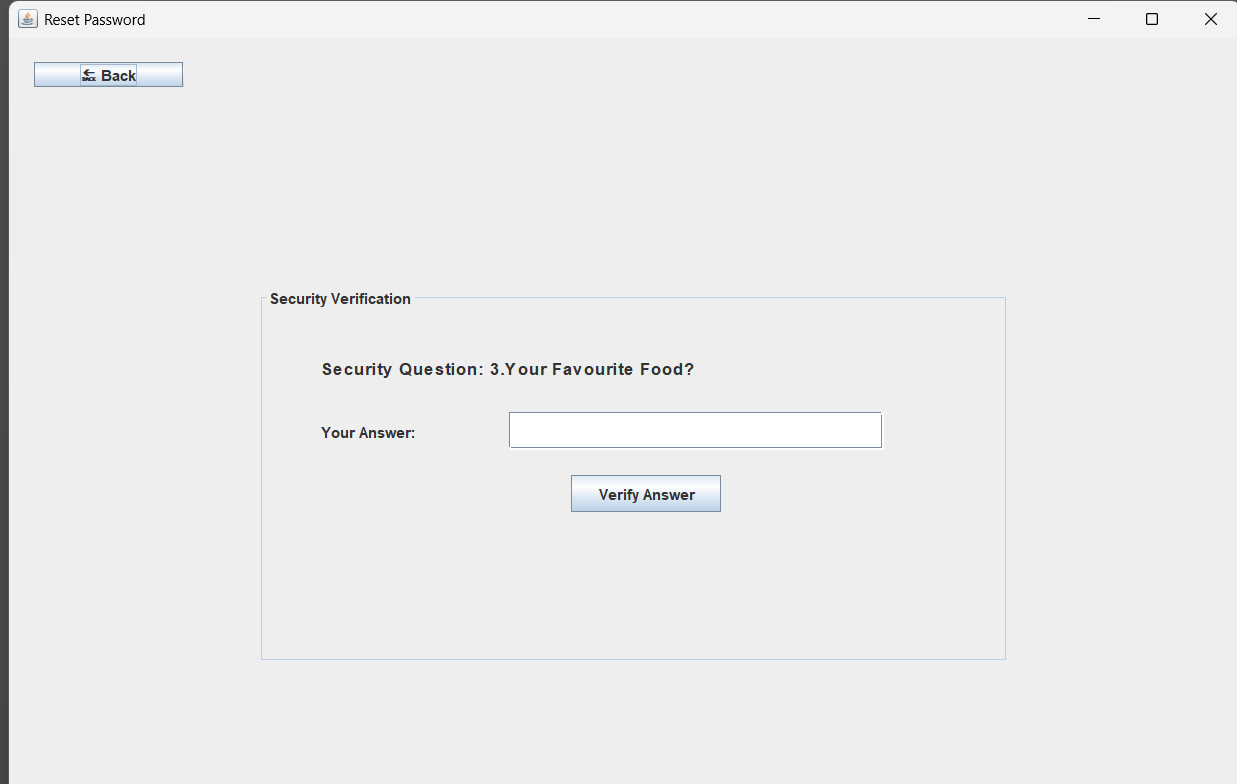 Reset Password
Back
Security Verification
Security Question: 3.Your Favourite Food?
Your Answer:
Verify Answer